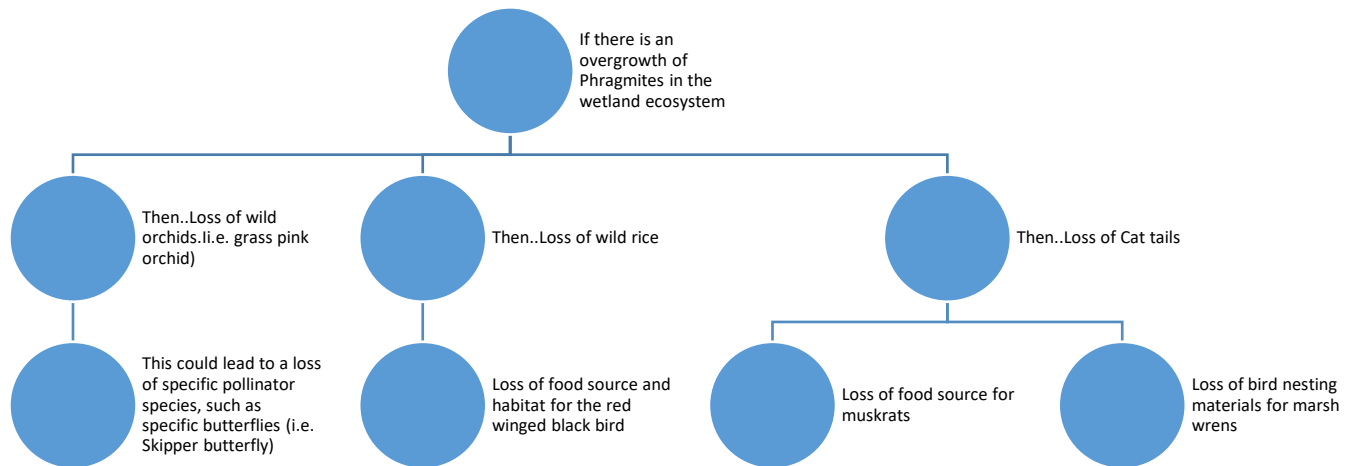 If there is an
overgrowth of
Phragmites in the
wetland ecosystem
Then..Loss of wild
orchids.Ii.e. grass pink
orchid)
Then..Loss of wild rice
Then..Loss of Cat tails
This could lead to a loss
of specific pollinator
species, such as
specific butterflies (i.e.
Skipper butterfly)
Loss of food source and
habitat for the red
winged black bird
Loss of food source for
muskrats
Loss of bird nesting
materials for marsh
wrens